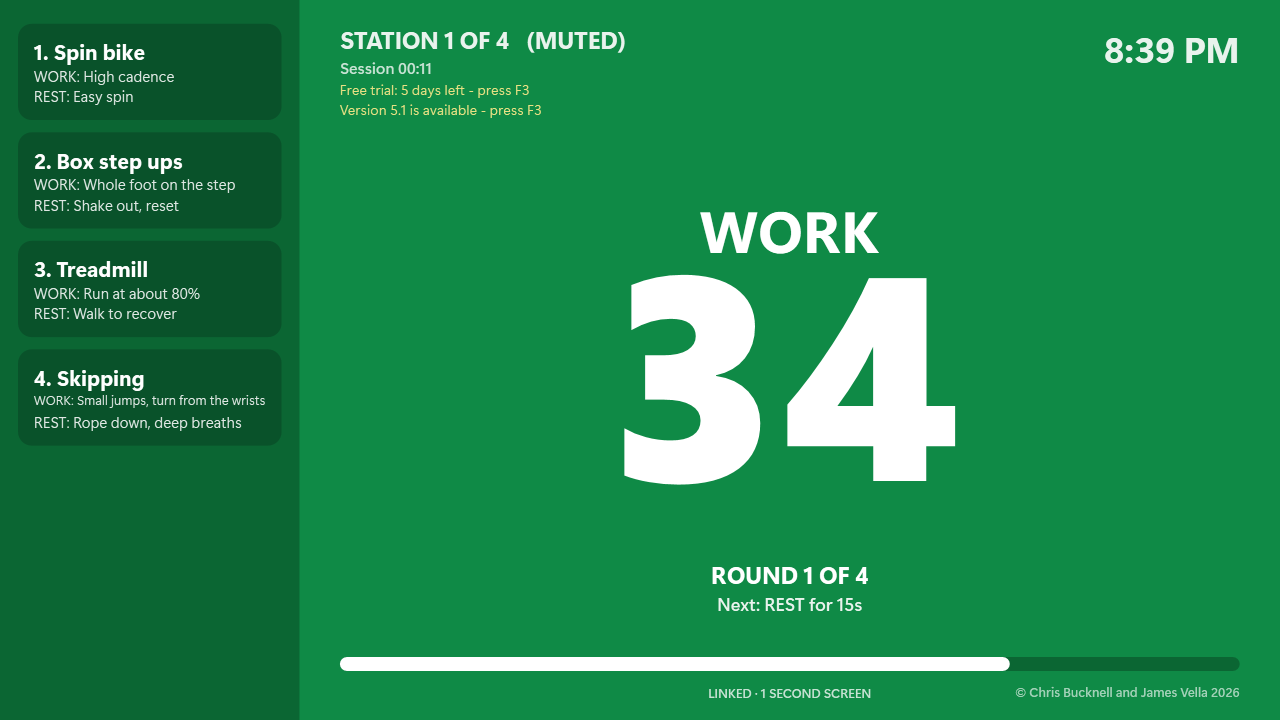 1. Spin bike
WORK: High cadence
REST: Easy spin
2. Box step ups
WORK: Whole foot on the step
REST: Shake out, reset
3. Treadmill
WORK: Run at about 80%
REST: Walk to recover
4. Skipping
WORK: Small jumps, turn from the wrists
REST: Rope down, deep breaths
STATION 1 OF 4 (MUTED)
Session 00:11
Free trial: 5 days left - press F3
Version 5.1 is available - press F3
8:39 PM
WORK
34
ROUND 1 OF 4
Next: REST for 15s
LINKED · 1 SECOND SCREEN
© Chris Bucknell and James Vella 2026